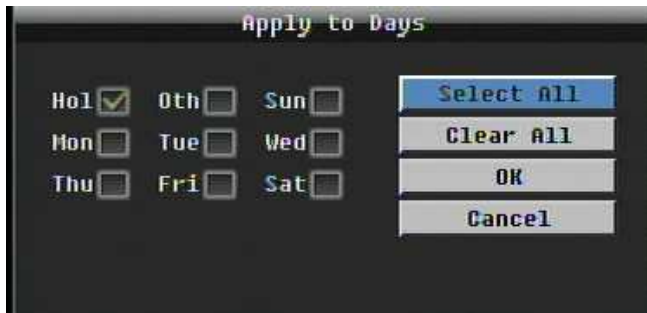 Apply to Days
Hol Oth Sun
Mon Tue Wed
Thu Fri Sat
Select All
Clear All
OK
Cancel